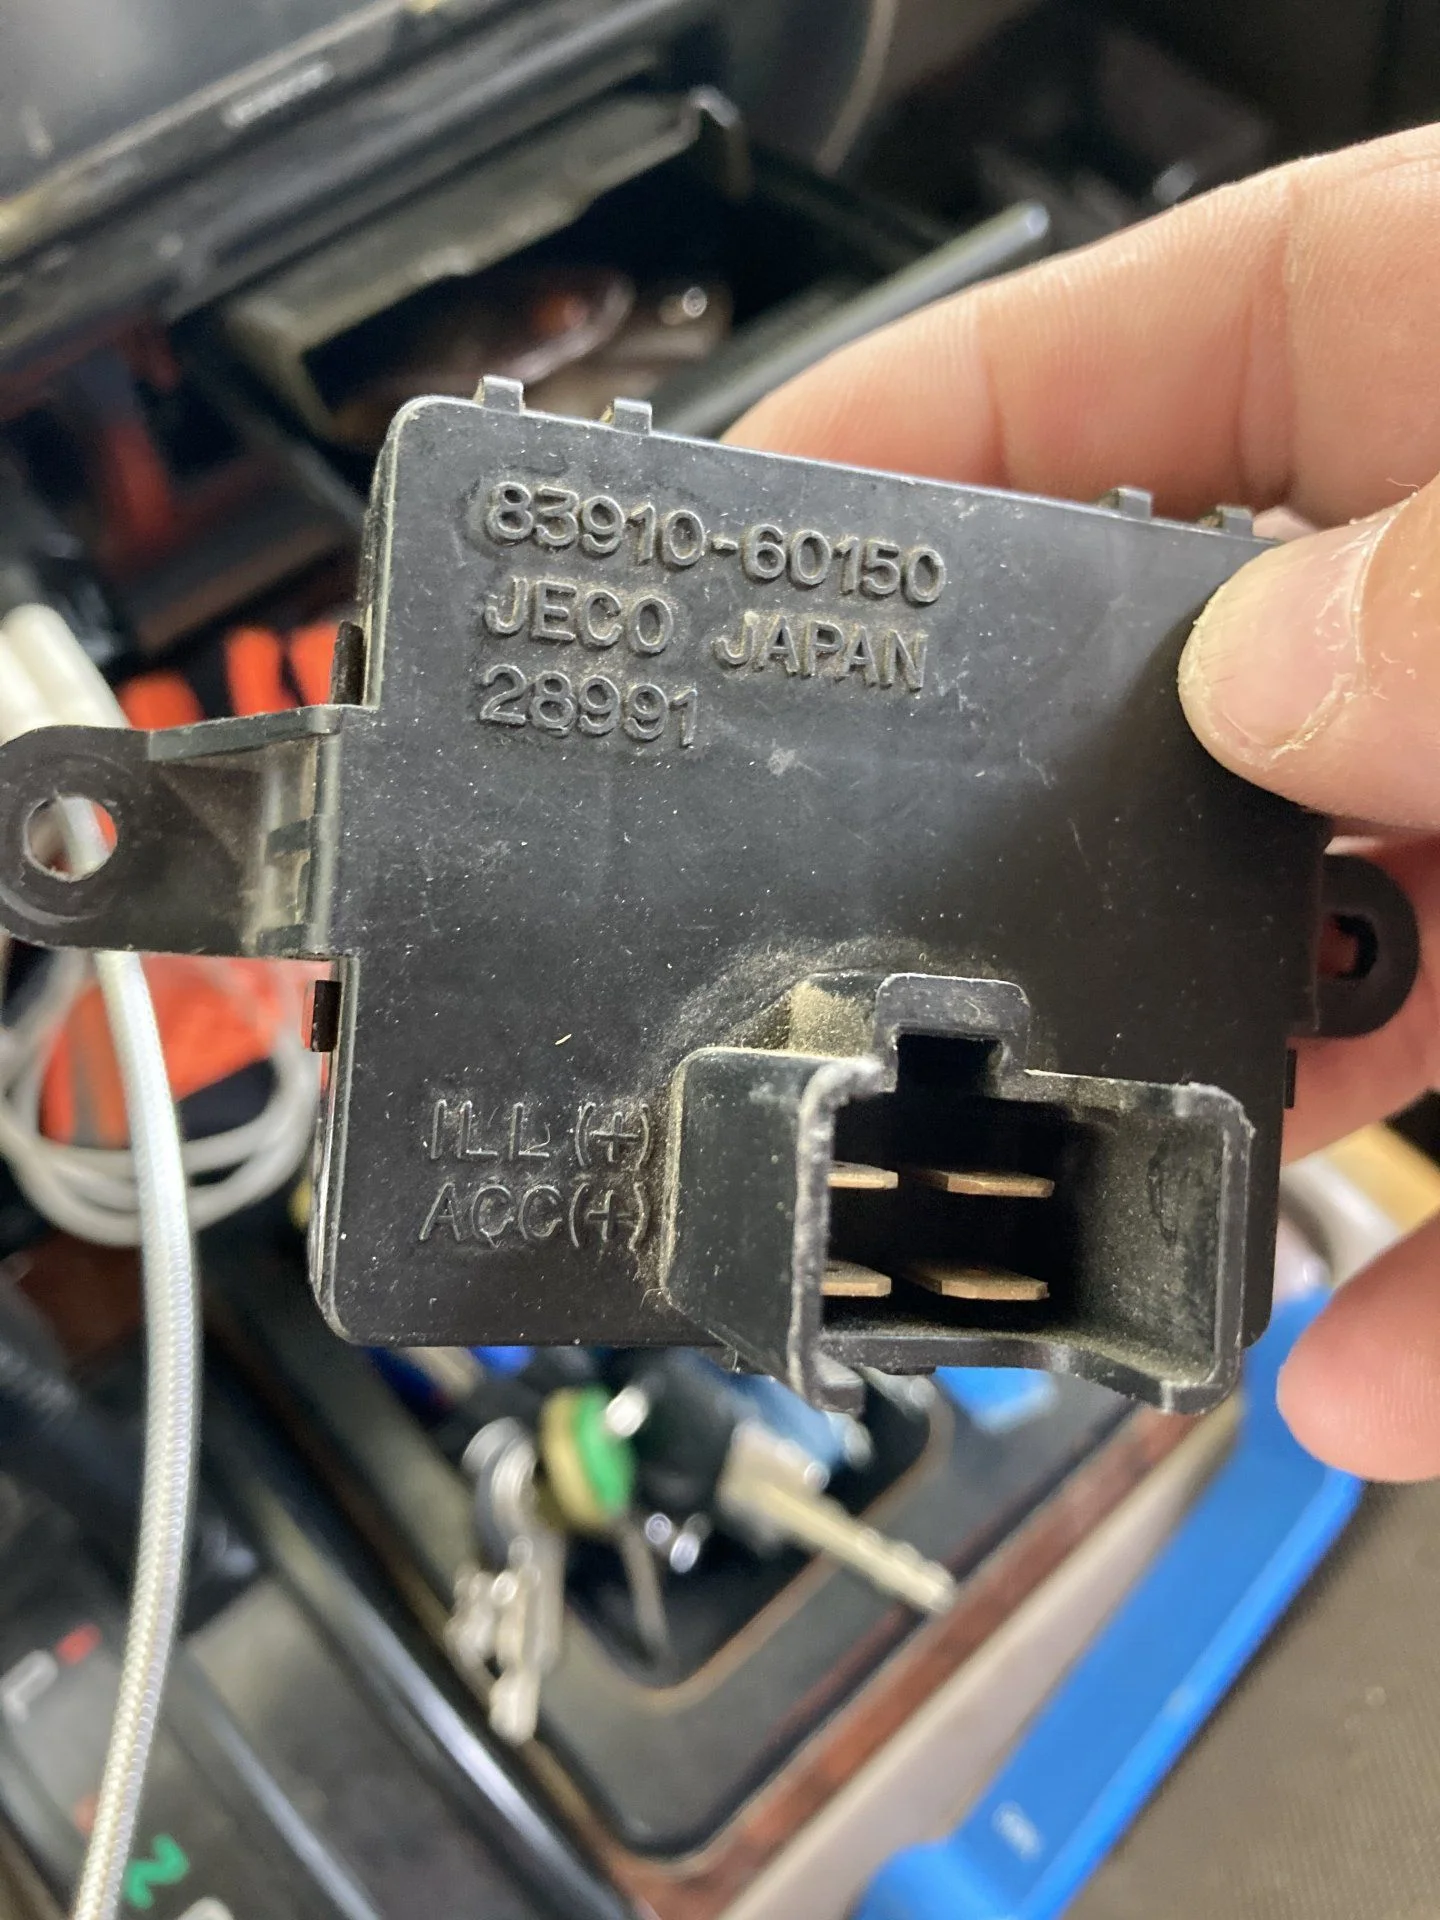 83910-60150
JECO JAPAN
28991
ILL (+)
ACC(+)
P
N